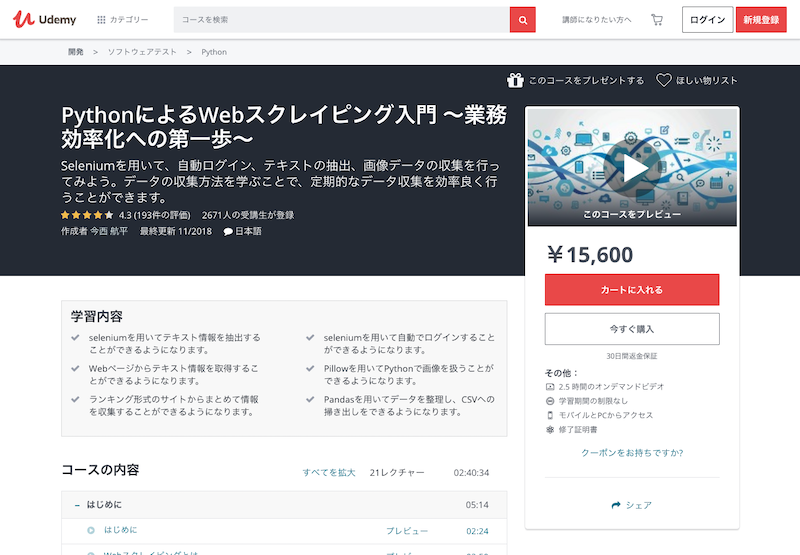 Udemy
カテゴリー
コースを検索
講師になりたい方へ
ログイン
新規登録
開発 > ソフトウェアテスト > Python
このコースをプレゼントする
ほしい物リスト
PythonによるWebスクレイピング入門 〜業務
効率化への第一歩〜
Seleniumを用いて、自動ログイン、テキストの抽出、画像データの収集を行っ
てみよう。データの収集方法を学ぶことで、定期的なデータ収集を効率良く行
うことができます。
4.3 (193件の評価) 2671人の受講生が登録
作成者 今西 航平 最終更新 11/2018 日本語
このコースをプレビュー
¥15,600
カートに入れる
今すぐ購入
30日間返金保証
その他：
2.5 時間のオンデマンドビデオ
学習期間の制限なし
モバイルとPCからアクセス
修了証明書
クーポンをお持ちですか?
シェア
学習内容
seleniumを用いてテキスト情報を抽出する
ことができるようになります。
Webページからテキスト情報を取得するこ
とができるようになります。
ランキング形式のサイトからまとめて情報
を収集することができるようになります。
seleniumを用いて自動でログインすること
ができるようになります。
Pillowを用いてPythonで画像を扱うことが
できるようになります。
Pandasを用いてデータを整理し、CSVへの
掃き出しをできるようになります。
コースの内容
すべてを拡大 21レクチャー 02:40:34
– はじめに 05:14
はじめに プレビュー 02:24